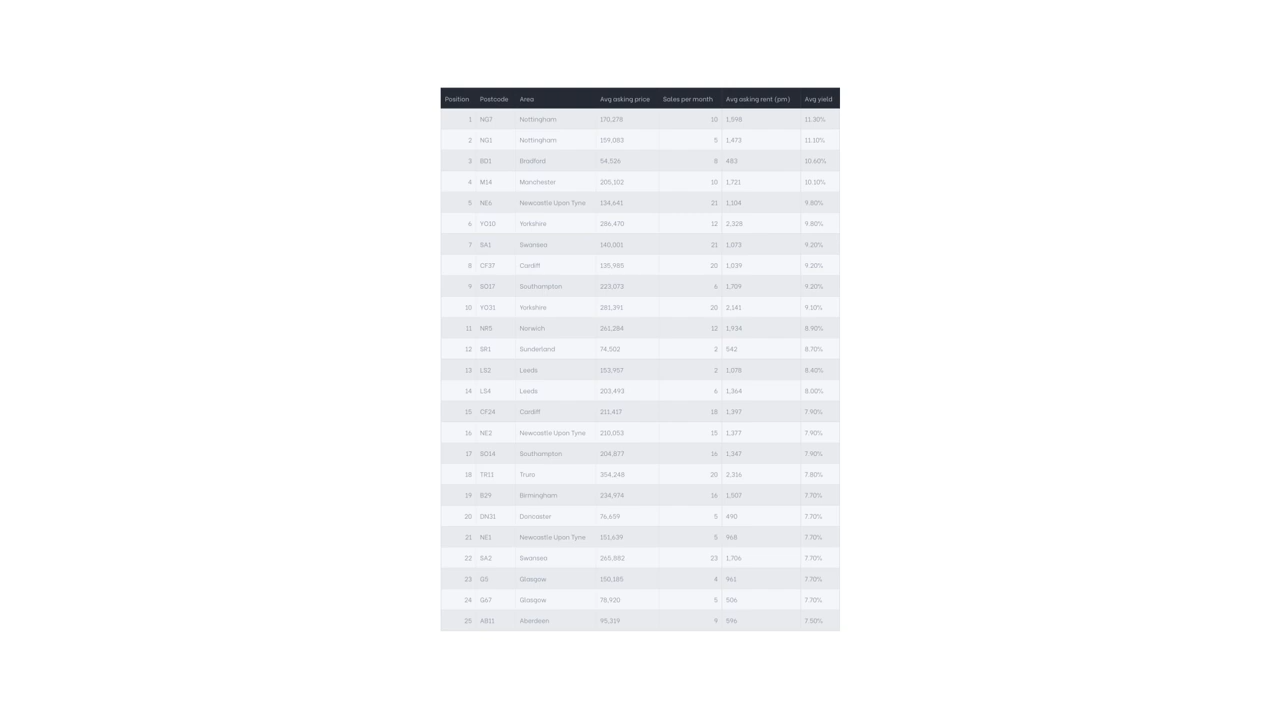 Position Postcode Area Avg asking price Sales per month Avg asking rent (pm) Avg yield
1 NG7 Nottingham 170,278 10 1,598 11.30%
2 NG1 Nottingham 159,083 5 1,473 11.10%
3 BD1 Bradford 54,526 8 483 10.60%
4 M14 Manchester 205,102 10 1,721 10.10%
5 NE6 Newcastle Upon Tyne 134,641 21 1,104 9.80%
6 YO10 Yorkshire 286,470 12 2,328 9.80%
7 SA1 Swansea 140,001 21 1,073 9.20%
8 CF37 Cardiff 135,985 20 1,039 9.20%
9 SO17 Southampton 223,073 6 1,709 9.20%
10 YO31 Yorkshire 281,391 20 2,141 9.10%
11 NR5 Norwich 261,284 12 1,934 8.90%
12 SR1 Sunderland 74,502 2 542 8.70%
13 LS2 Leeds 153,957 2 1,078 8.40%
14 LS4 Leeds 203,493 6 1,364 8.00%
15 CF24 Cardiff 211,417 18 1,397 7.90%
16 NE2 Newcastle Upon Tyne 210,053 15 1,377 7.90%
17 SO14 Southampton 204,877 16 1,347 7.90%
18 TR11 Truro 354,248 20 2,316 7.80%
19 B29 Birmingham 234,974 16 1,507 7.70%
20 DN31 Doncaster 76,659 5 490 7.70%
21 NE1 Newcastle Upon Tyne 151,639 5 968 7.70%
22 SA2 Swansea 265,882 23 1,706 7.70%
23 G5 Glasgow 150,185 4 961 7.70%
24 G67 Glasgow 78,920 5 506 7.70%
25 AB11 Aberdeen 95,319 9 596 7.50%